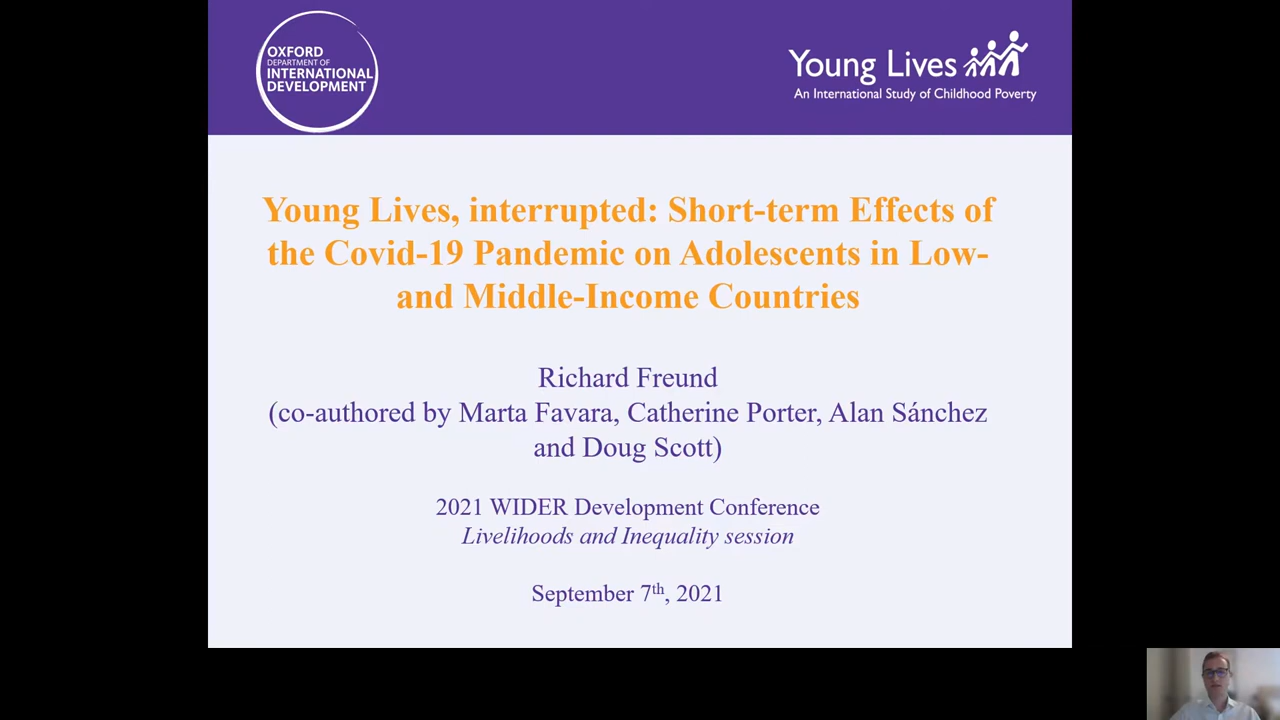 OXFORD
DEPARTMENT OF
INTERNATIONAL
DEVELOPMENT
Young Lives
An International Study of Childhood Poverty
Young Lives, interrupted: Short-term Effects of
the Covid-19 Pandemic on Adolescents in Low-
and Middle-Income Countries
Richard Freund
(co-authored by Marta Favara, Catherine Porter, Alan Sánchez
and Doug Scott)
2021 WIDER Development Conference
Livelihoods and Inequality session
September 7th, 2021